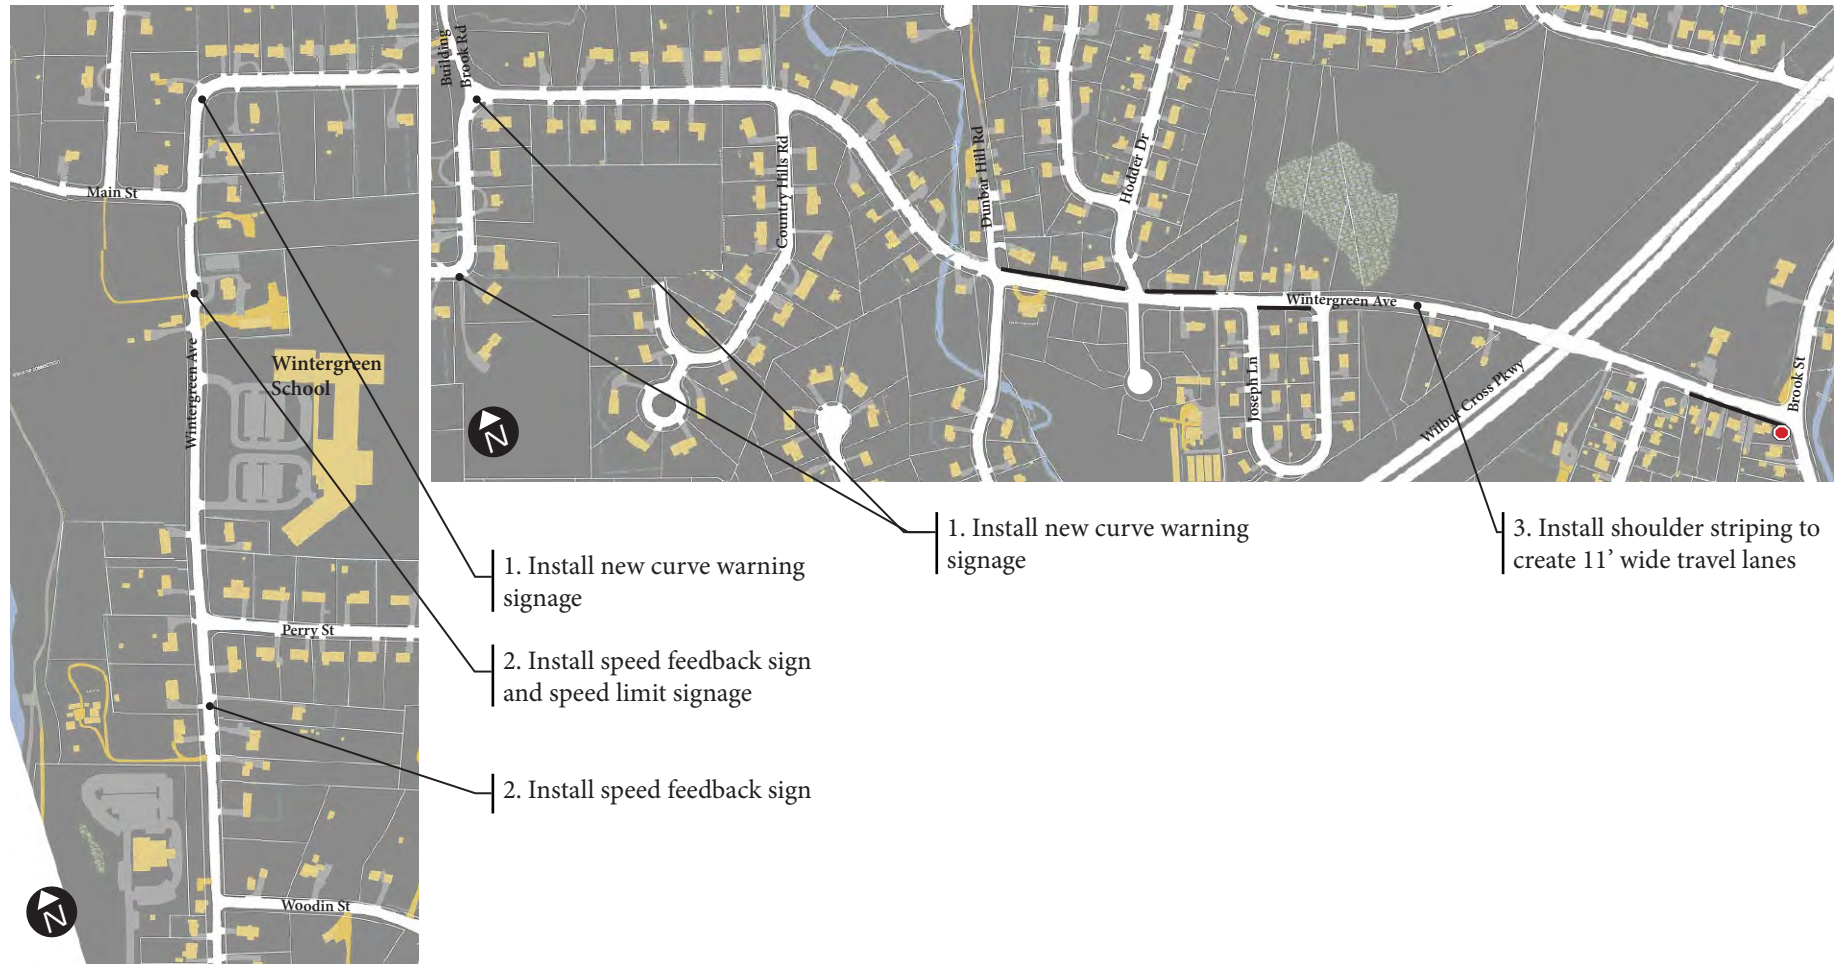 Building
Brook Rd
Main St
Country Hills Rd
Dunbar Hill Rd
Hodder Dr
Wintergreen Ave
Wintergreen Ave
Wintergreen
School
Joseph Ln
Wilbur Cross Pkwy
Brook St
N
1. Install new curve warning
signage
3. Install shoulder striping to
create 11’ wide travel lanes
1. Install new curve warning
signage
Perry St
2. Install speed feedback sign
and speed limit signage
2. Install speed feedback sign
Woodin St
N